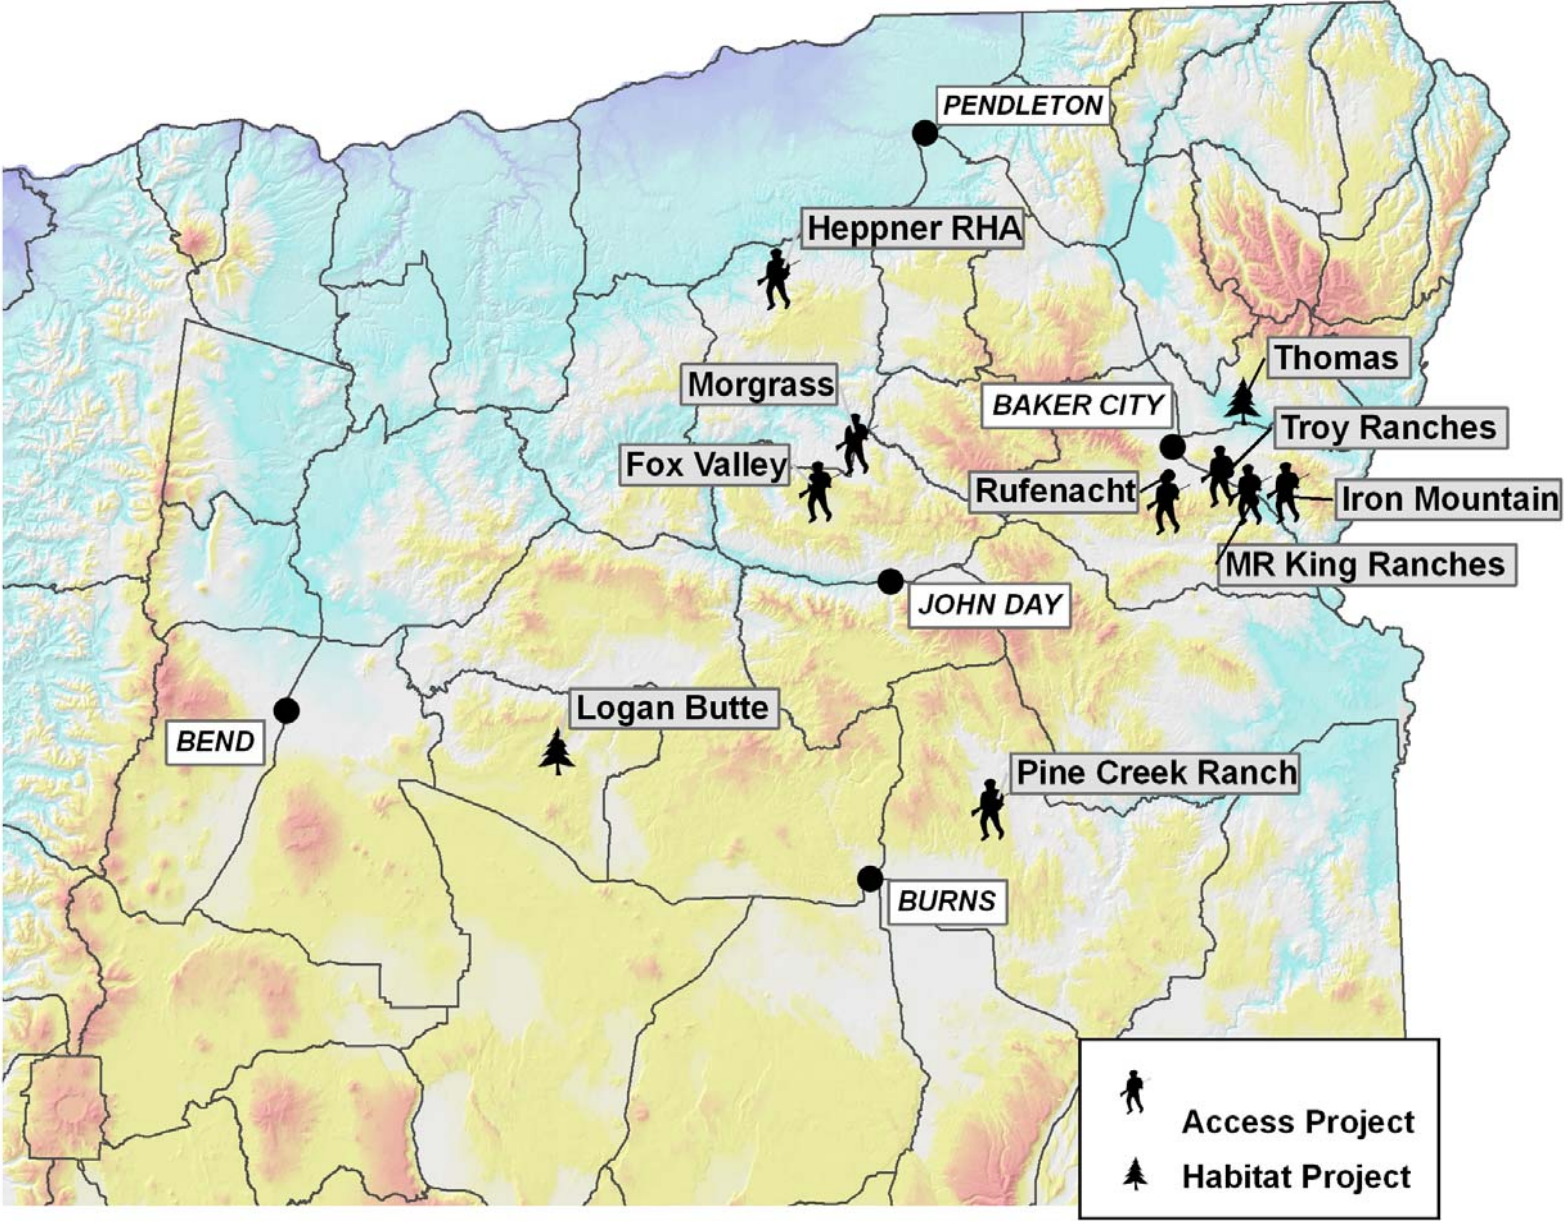 PENDLETON
Heppner RHA
Thomas
Morgrass
BAKER CITY
Troy Ranches
Fox Valley
Rufenacht
Iron Mountain
MR King Ranches
JOHN DAY
Logan Butte
BEND
Pine Creek Ranch
BURNS
Access Project
Habitat Project